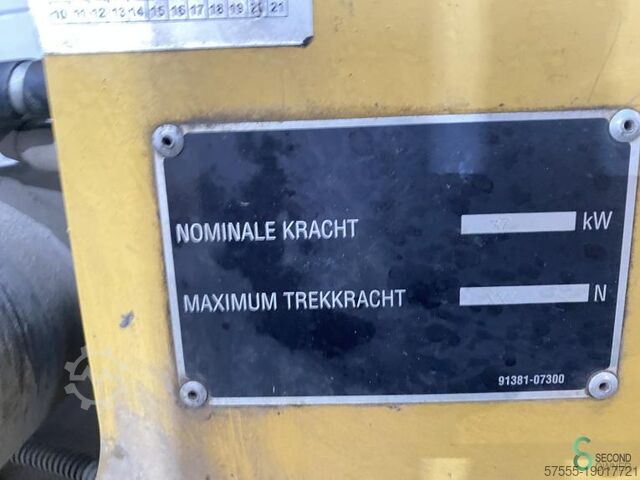 10 11 12 13 14 15 16 17 18 19 20 21
NOMINALE KRACHT kW
MAXIMUM TREKKRACHT N
91381-07300
SECOND
57555-19017721